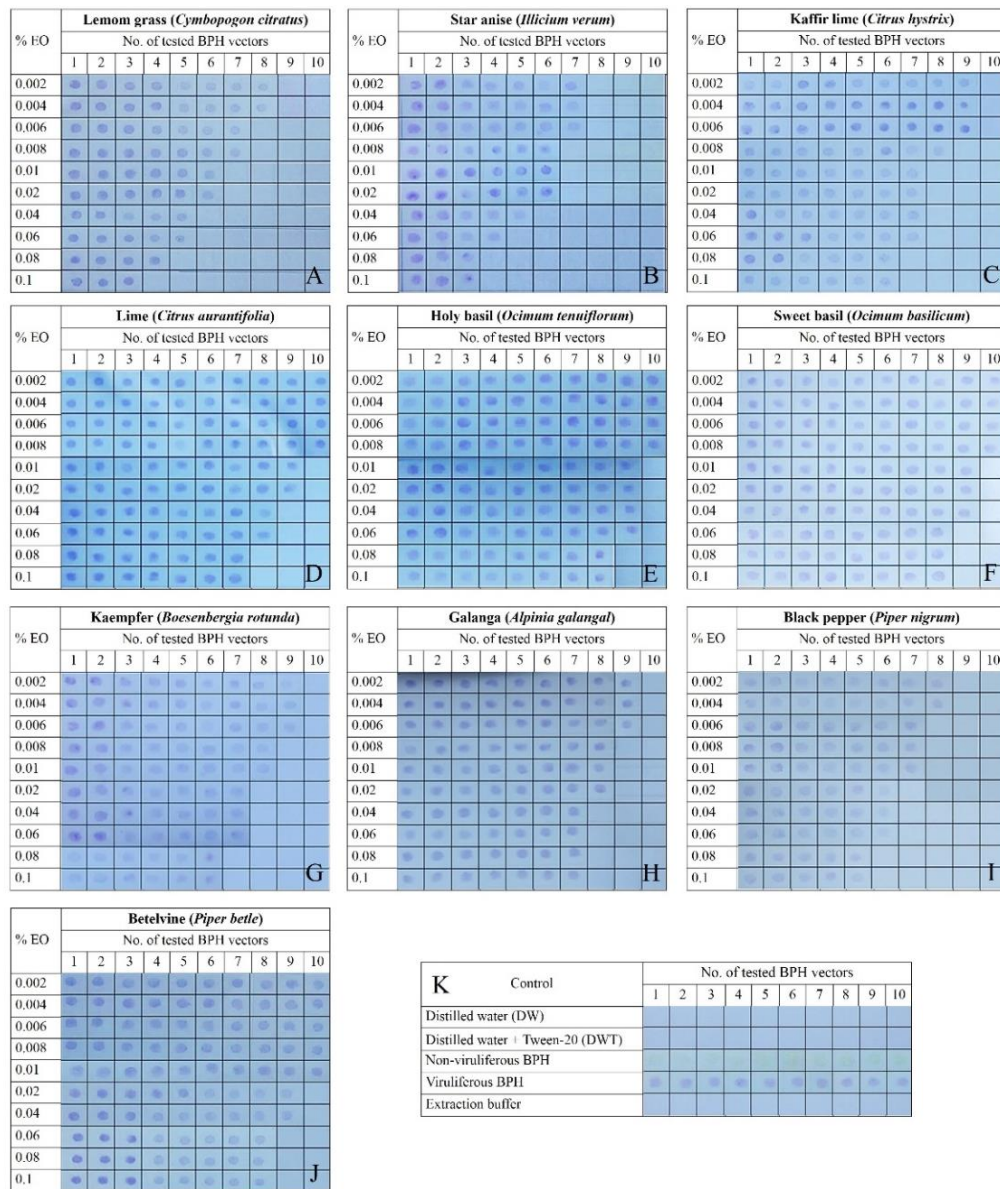 Lemom grass (Cymbopogon citratus)
% EO
No. of tested BPH vectors
1 2 3 4 5 6 7 8 9 10
0.002
0.004
0.006
0.008
0.01
0.02
0.04
0.06
0.08
0.1
A
Star anise (Illicium verum)
% EO
No. of tested BPH vectors
1 2 3 4 5 6 7 8 9 10
0.002
0.004
0.006
0.008
0.01
0.02
0.04
0.06
0.08
0.1
B
Kaffir lime (Citrus hystrix)
% EO
No. of tested BPH vectors
1 2 3 4 5 6 7 8 9 10
0.002
0.004
0.006
0.008
0.01
0.02
0.04
0.06
0.08
0.1
C
Lime (Citrus aurantifolia)
% EO
No. of tested BPH vectors
1 2 3 4 5 6 7 8 9 10
0.002
0.004
0.006
0.008
0.01
0.02
0.04
0.06
0.08
0.1
D
Holy basil (Ocimum tenuiflorum)
% EO
No. of tested BPH vectors
1 2 3 4 5 6 7 8 9 10
0.002
0.004
0.006
0.008
0.01
0.02
0.04
0.06
0.08
0.1
E
Sweet basil (Ocimum basilicum)
% EO
No. of tested BPH vectors
1 2 3 4 5 6 7 8 9 10
0.002
0.004
0.006
0.008
0.01
0.02
0.04
0.06
0.08
0.1
F
Kaempfer (Boesenbergia rotunda)
% EO
No. of tested BPH vectors
1 2 3 4 5 6 7 8 9 10
0.002
0.004
0.006
0.008
0.01
0.02
0.04
0.06
0.08
0.1
G
Galanga (Alpinia galangal)
% EO
No. of tested BPH vectors
1 2 3 4 5 6 7 8 9 10
0.002
0.004
0.006
0.008
0.01
0.02
0.04
0.06
0.08
0.1
H
Black pepper (Piper nigrum)
% EO
No. of tested BPH vectors
1 2 3 4 5 6 7 8 9 10
0.002
0.004
0.006
0.008
0.01
0.02
0.04
0.06
0.08
0.1
I
Betelvine (Piper betle)
% EO
No. of tested BPH vectors
1 2 3 4 5 6 7 8 9 10
0.002
0.004
0.006
0.008
0.01
0.02
0.04
0.06
0.08
0.1
J
K
Control
No. of tested BPH vectors
1 2 3 4 5 6 7 8 9 10
Distilled water (DW)
Distilled water + Tween-20 (DWT)
Non-viruliferous BPH
Viruliferous BPH
Extraction buffer